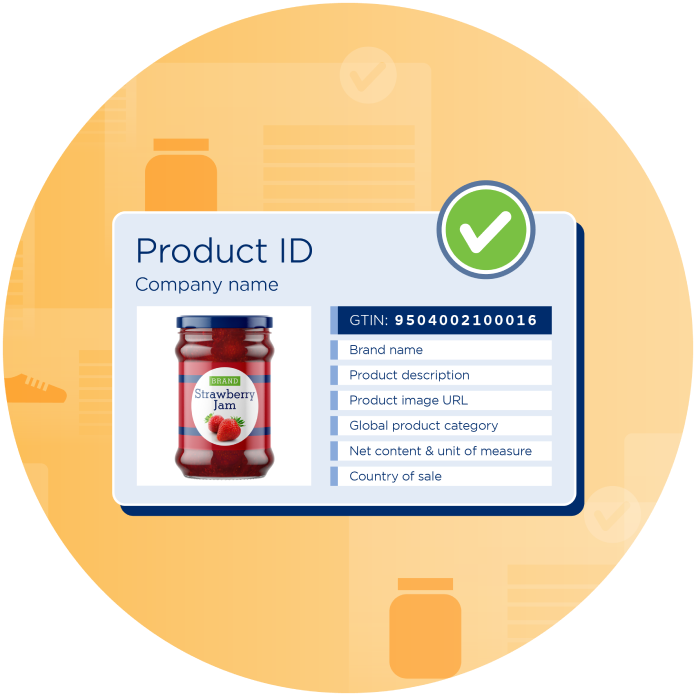 Product ID
Company name
GTIN: 9504002100016
BRAND
Strawberry
Jam
Brand name
Product description
Product image URL
Global product category
Net content & unit of measure
Country of sale